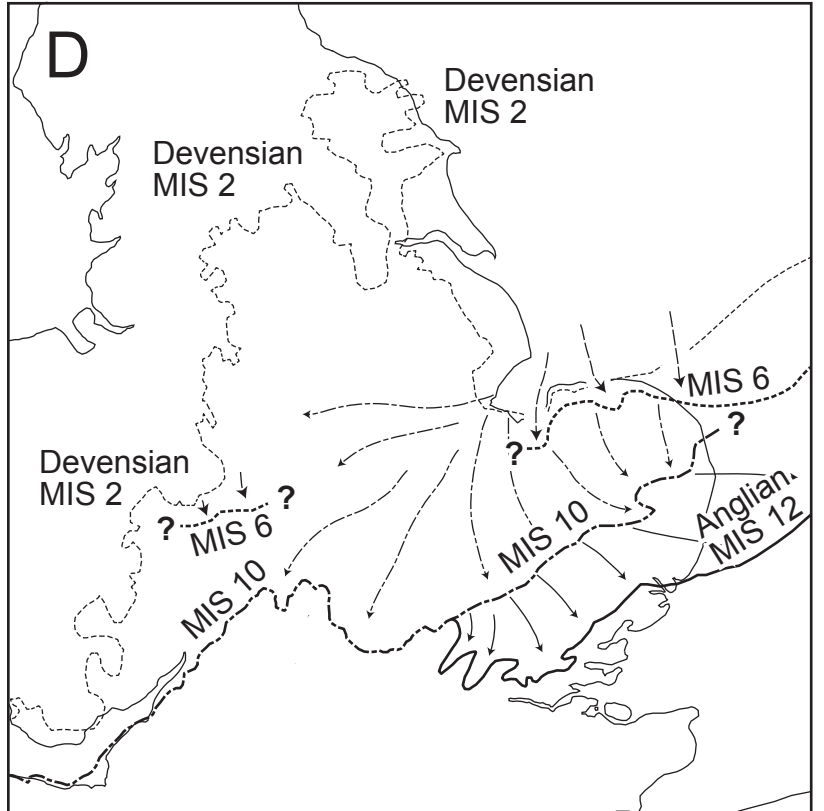 D
Devensian
MIS 2
Devensian
MIS 2
MIS 6
?
?
Devensian
MIS 2
?
?
MIS 6
MIS 10
Anglian
MIS 12
MIS 10